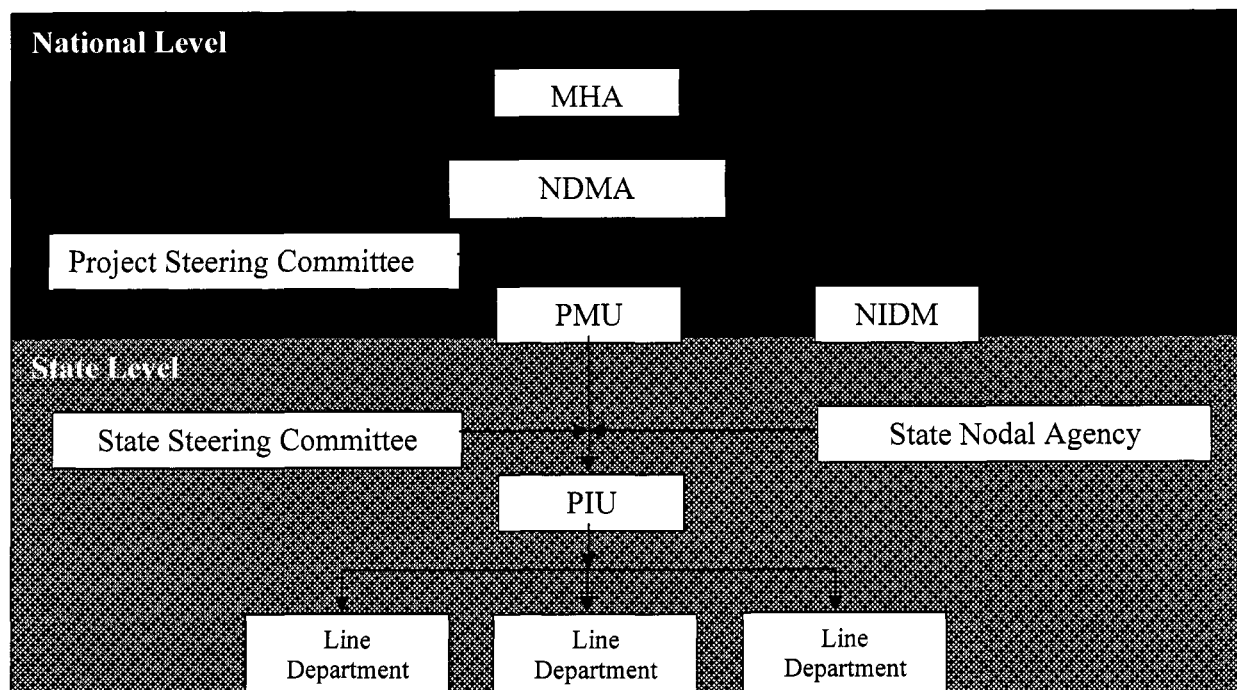 National Level
MHA
NDMA
Project Steering Committee
PMU
NIDM
State Level
State Steering Committee
State Nodal Agency
PIU
Line
Department
Line
Department
Line
Department